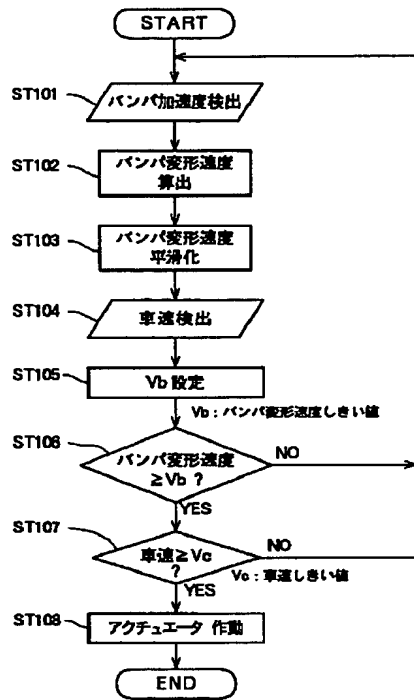 START
ST101
バンパ加速度検出
ST102
バンパ変形速度
算出
ST103
バンパ変形速度
平滑化
ST104
車速検出
ST105
Vb 設定
Vb:バンパ変形速度しきい値
ST106
バンパ変形速度
≧Vb ?
NO
YES
ST107
車速≧Vc
?
NO
Vc:車速しきい値
YES
ST108
アクチュエータ 作動
END